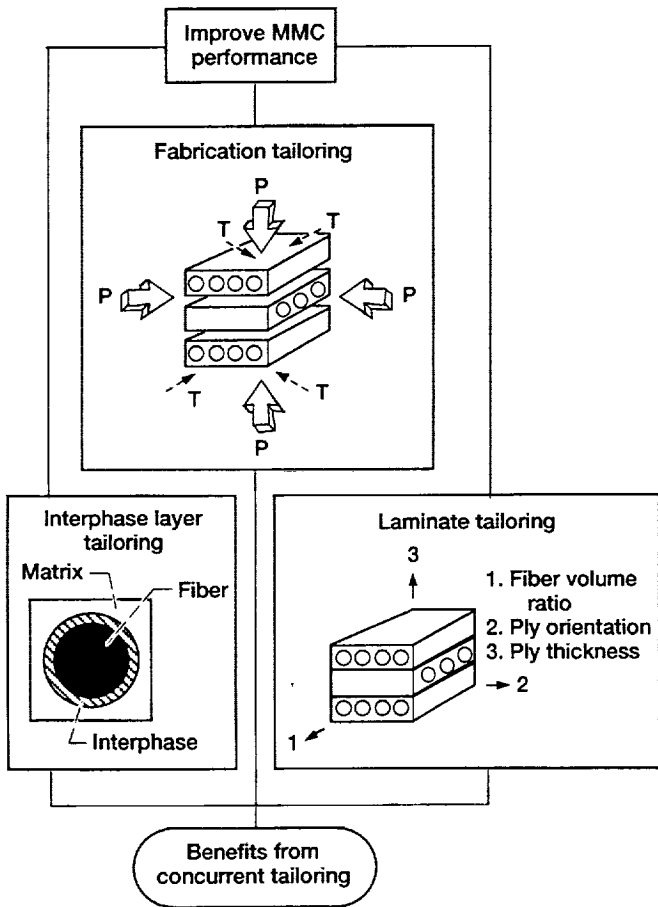 Improve MMC
performance
Fabrication tailoring
P
T
T
P
P
T
T
P
Interphase layer
tailoring
Matrix
Fiber
Interphase
Laminate tailoring
3
1. Fiber volume
ratio
2. Ply orientation
3. Ply thickness
2
1
Benefits from
concurrent tailoring